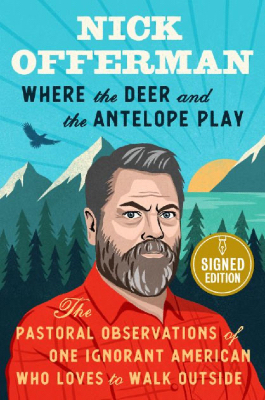 NICK
OFFERMAN
WHERE the DEER and
the ANTELOPE PLAY
SIGNED
EDITION
The
PASTORAL OBSERVATIONS of
ONE IGNORANT AMERICAN
WHO LOVES to WALK OUTSIDE